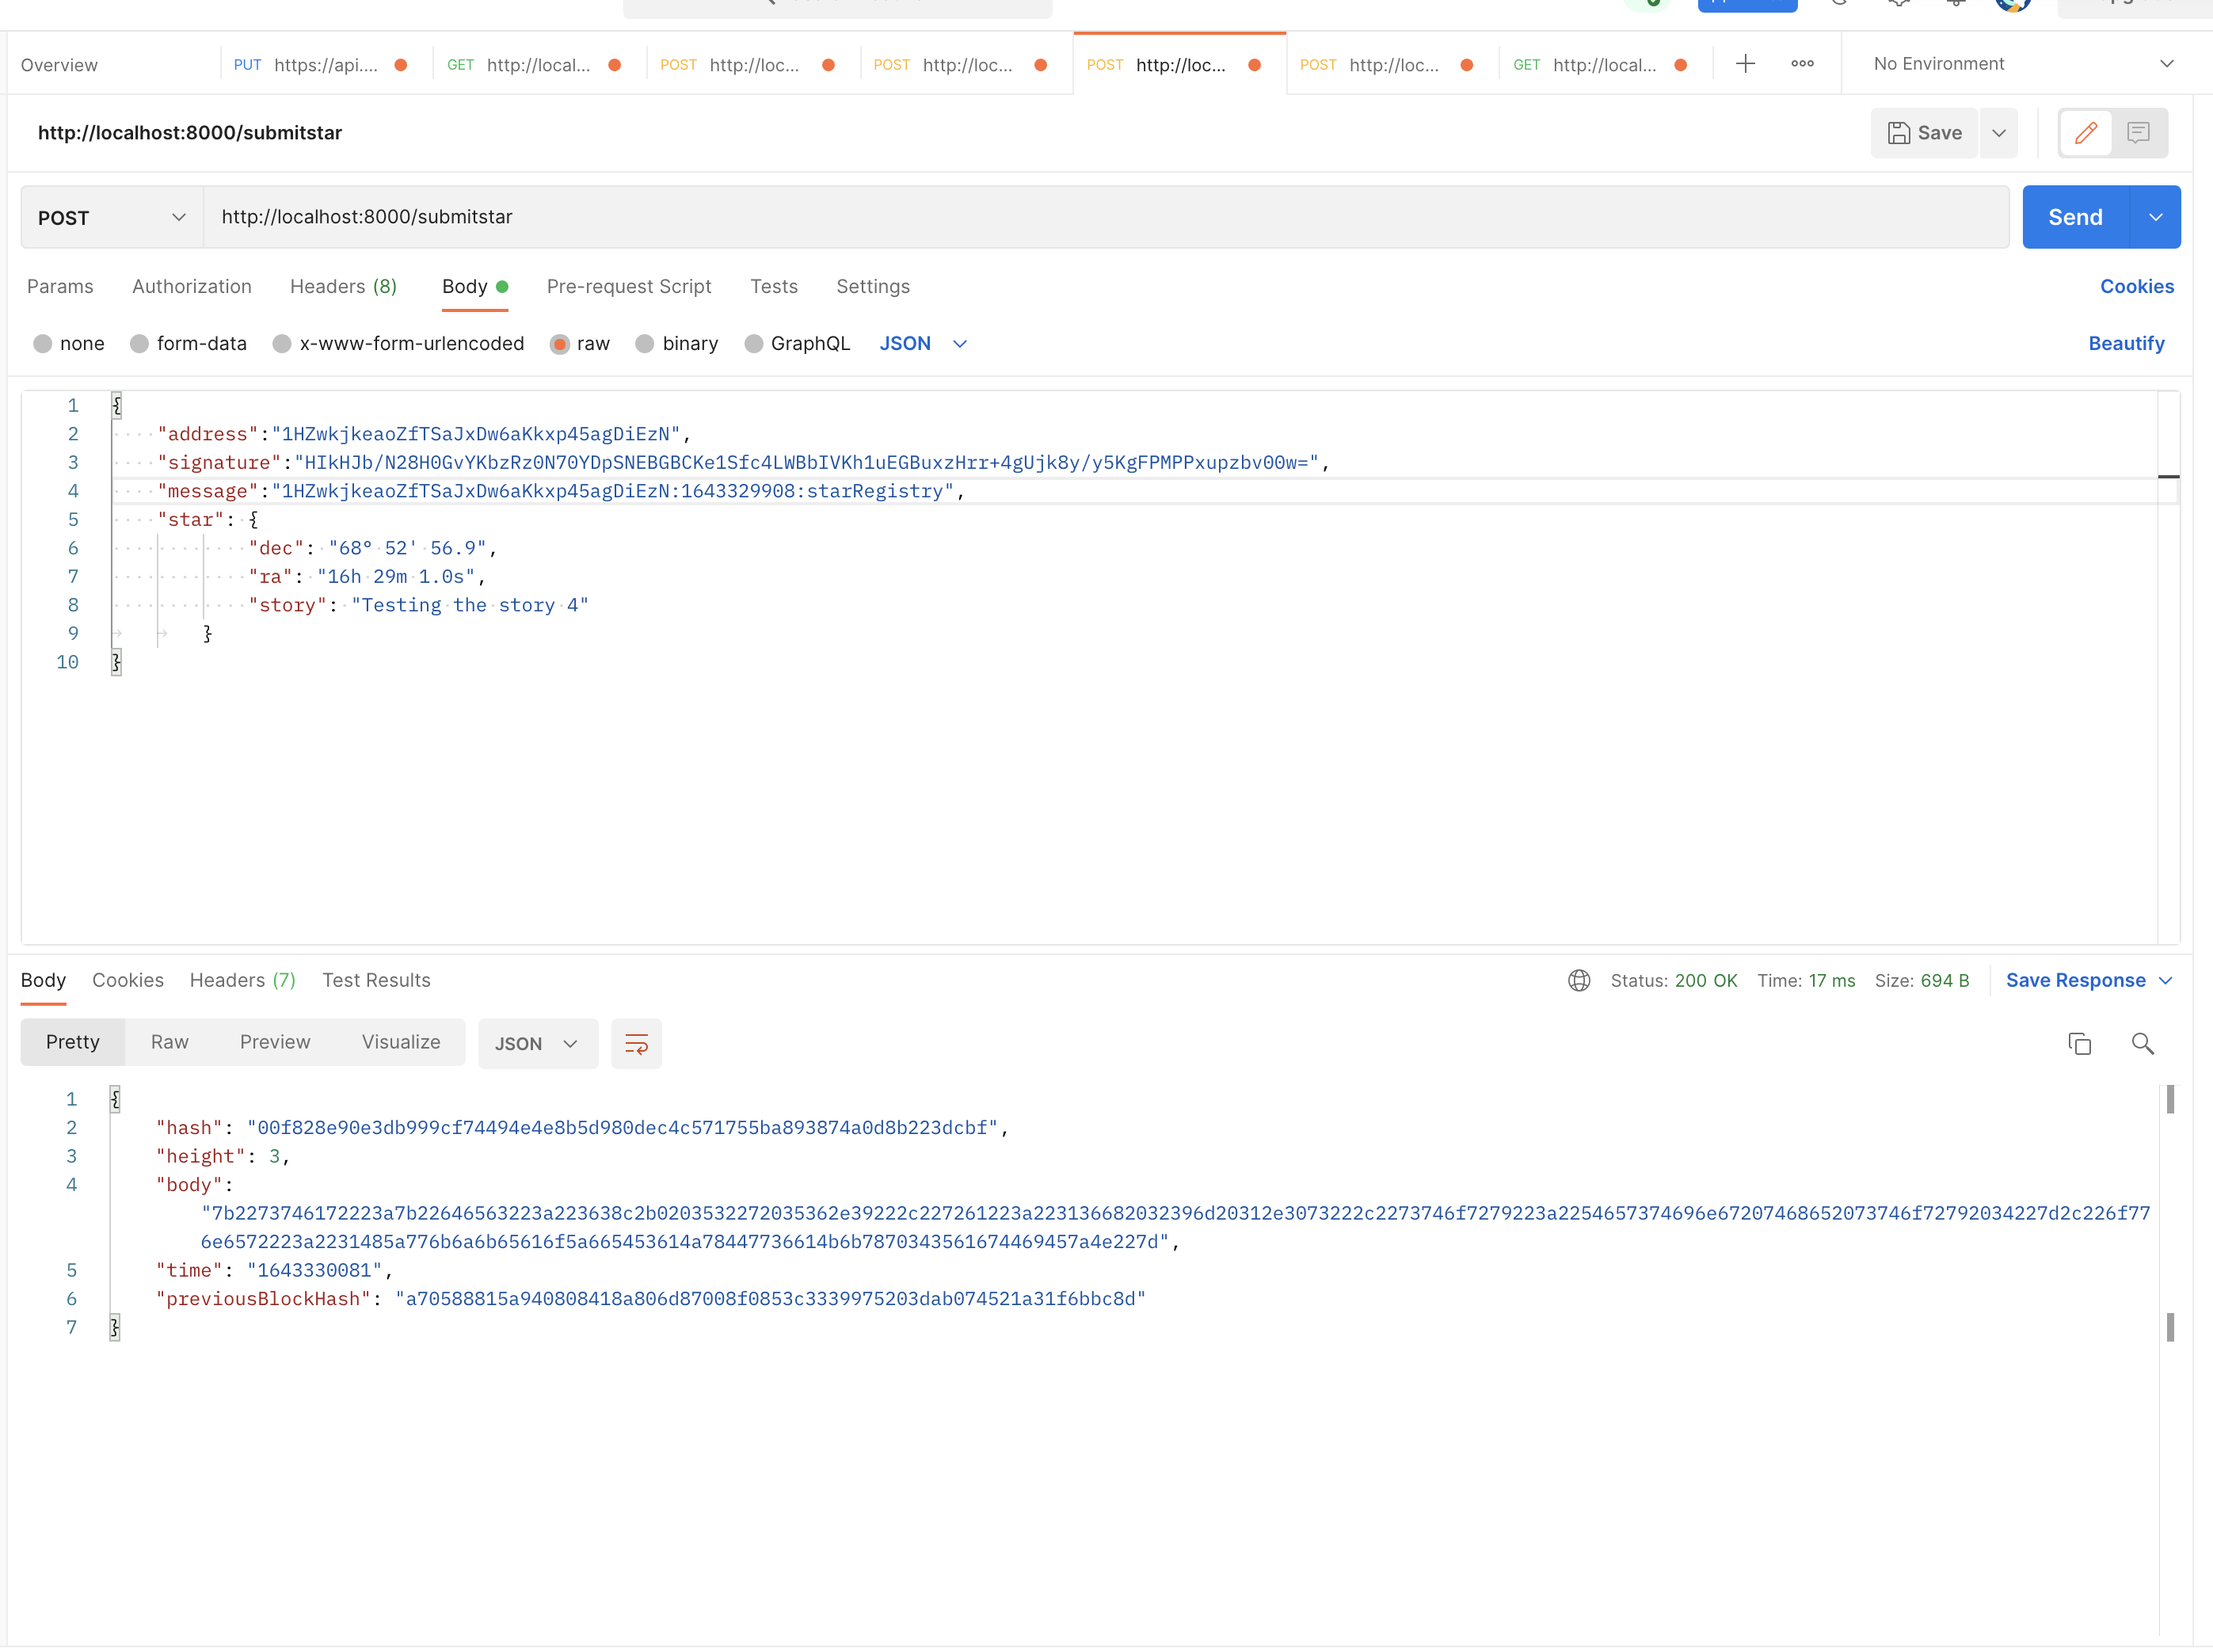 Overview PUT https://api.... GET http://local... POST http://loc... POST http://loc... POST http://loc... POST http://loc... GET http://local... No Environment
http://localhost:8000/submitstar Save
POST http://localhost:8000/submitstar Send
Params Authorization Headers (8) Body Pre-request Script Tests Settings Cookies
none form-data x-www-form-urlencoded raw binary GraphQL JSON Beautify
1 {
2 "address":"1HZwkjkeaoZfTSaJxDw6aKkxp45agDiEzN",
3 "signature":"HIkHJb/N28H0GvYKbzRz0N70YDpSNEBGBCKe1Sfc4LWBbIVKh1uEGBuxzHrr+4gUjk8y/y5KgFPMPPxupzbv00w=",
4 "message":"1HZwkjkeaoZfTSaJxDw6aKkxp45agDiEzN:1643329908:starRegistry",
5 "star": {
6 "dec": "68° 52' 56.9",
7 "ra": "16h 29m 1.0s",
8 "story": "Testing the story 4"
9 }
10 }
Body Cookies Headers (7) Test Results Status: 200 OK Time: 17 ms Size: 694 B Save Response
Pretty Raw Preview Visualize JSON
1 {
2 "hash": "00f828e90e3db999cf74494e4e8b5d980dec4c571755ba893874a0d8b223dcbf",
3 "height": 3,
4 "body":
"7b2273746172223a7b22646563223a223638c2b0203532272035362e39222c227261223a223136682032396d20312e3073222c2273746f7279223a2254657374696e67207468652073746f72792034227d2c226f77
6e6572223a2231485a776b6a6b65616f5a665453614a78447736614b6b7870343561674469457a4e227d",
5 "time": "1643330081",
6 "previousBlockHash": "a70588815a940808418a806d87008f0853c3339975203dab074521a31f6bbc8d"
7 }